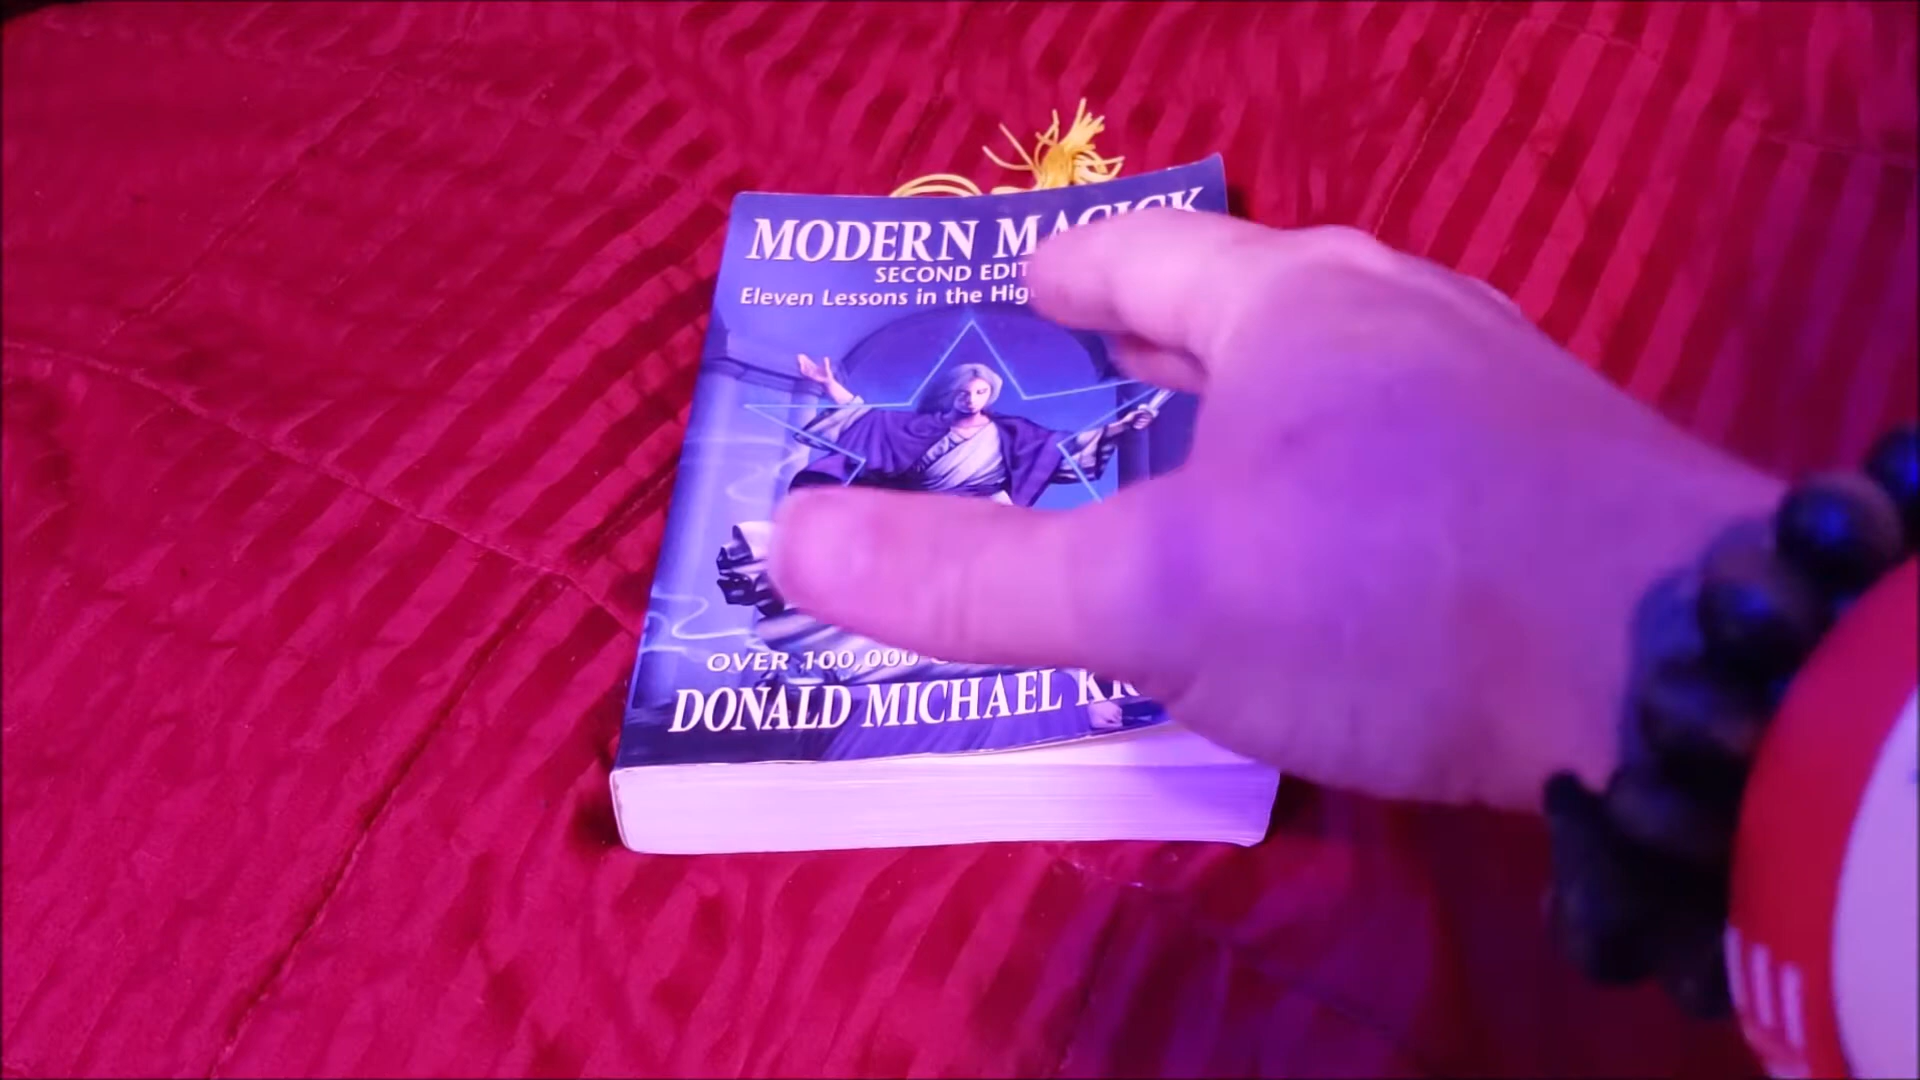 MODERN MAGICK
SECOND EDIT
Eleven Lessons in the Hig
OVER 100,000
DONALD MICHAEL KR